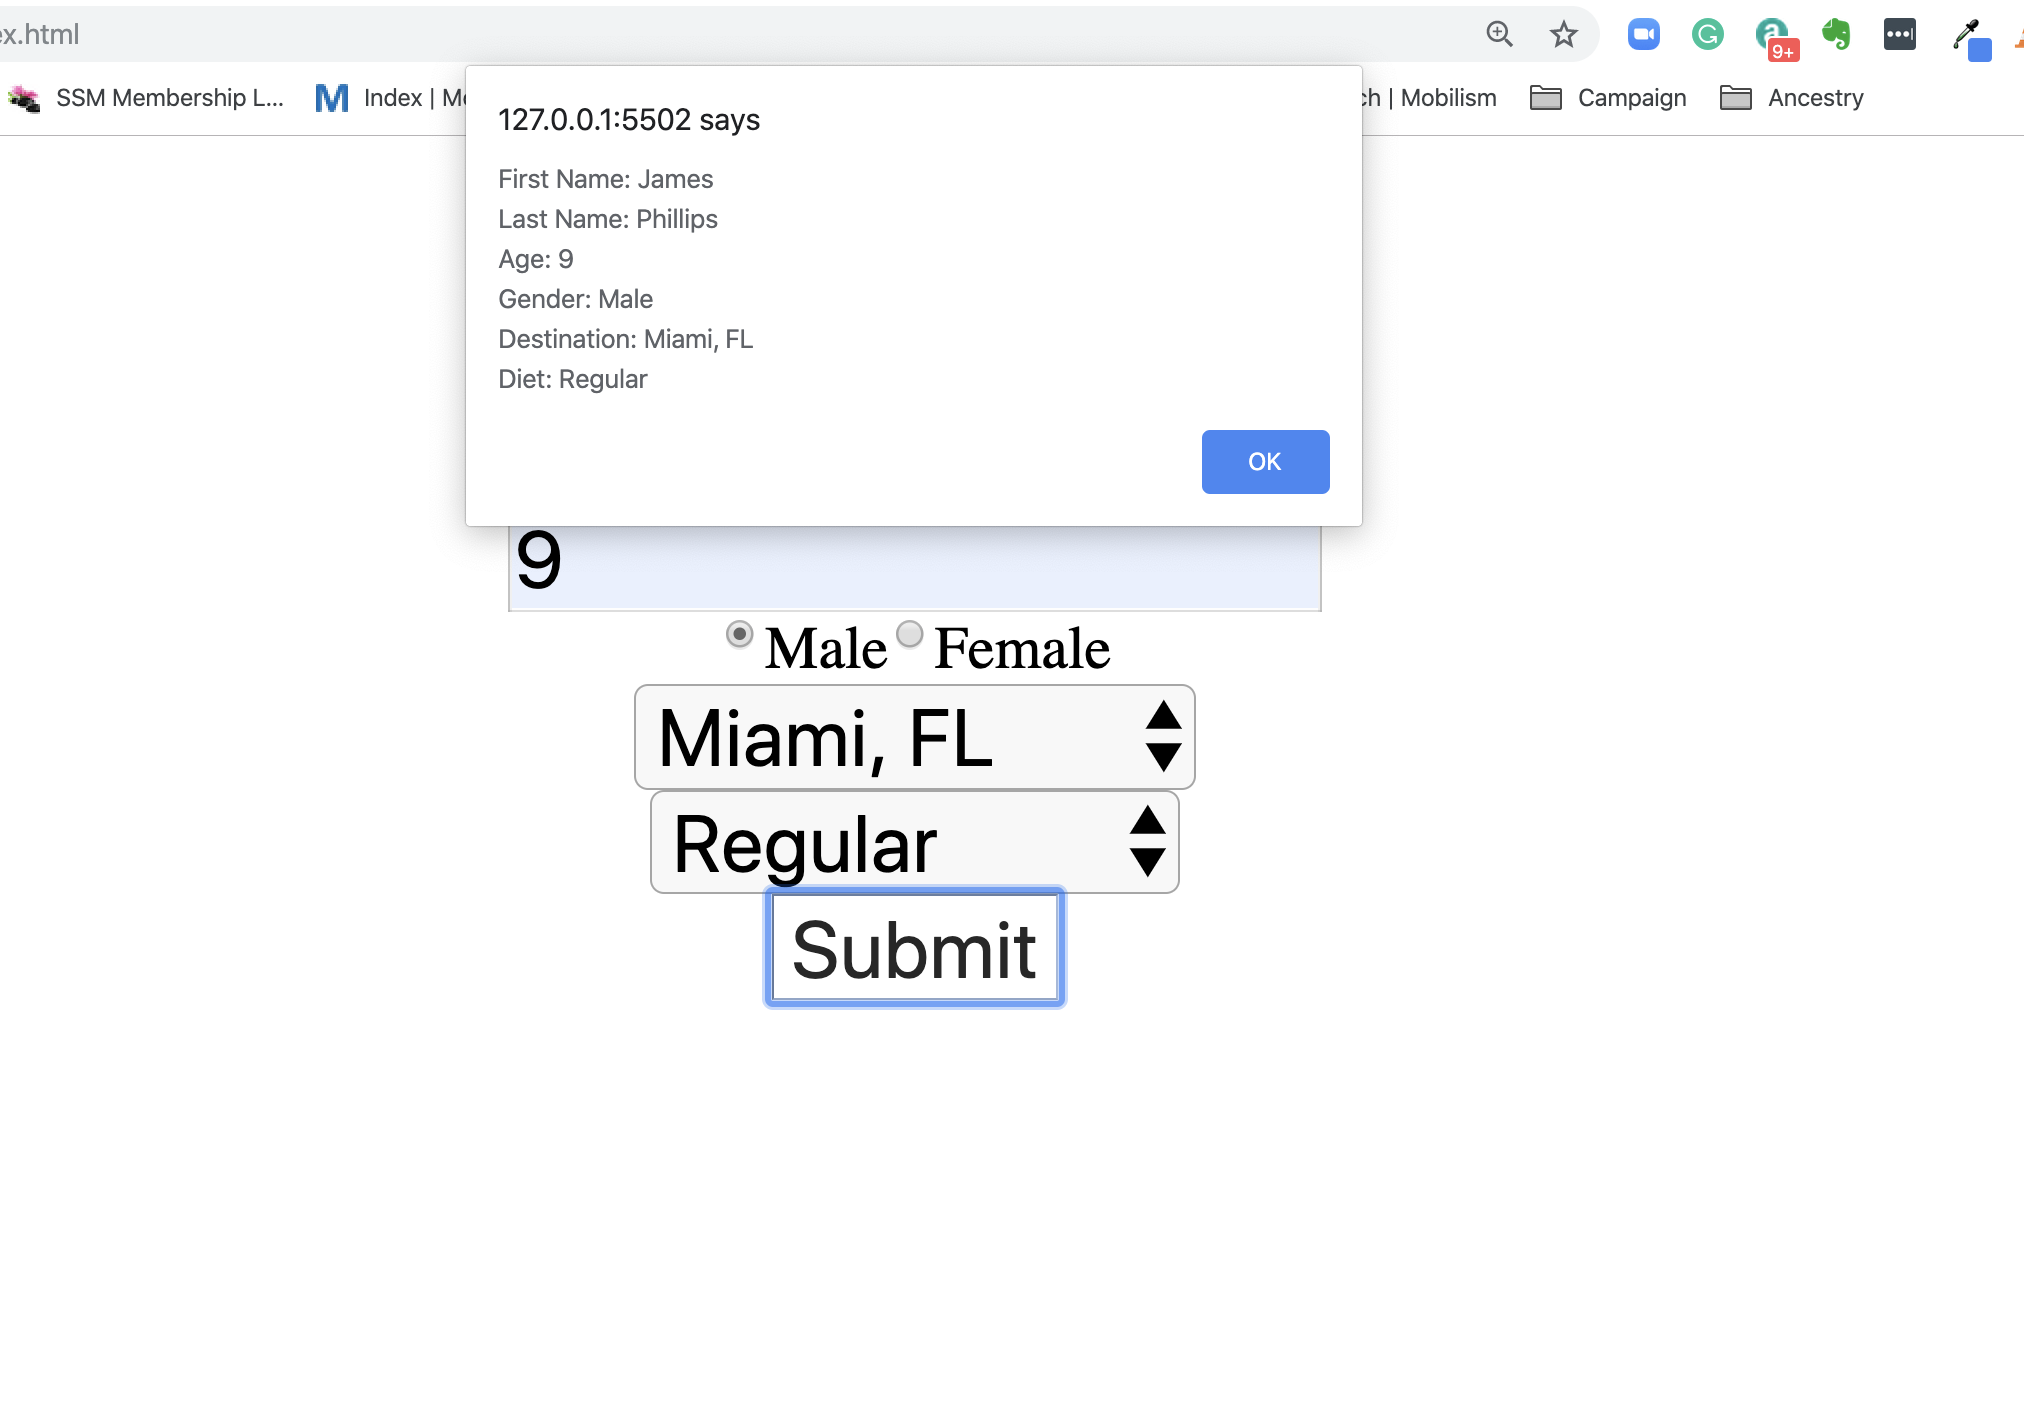 ex.html
9+
SSM Membership L...
M
Index | Mo
ch | Mobilism
Campaign
Ancestry
127.0.0.1:5502 says
First Name: James
Last Name: Phillips
Age: 9
Gender: Male
Destination: Miami, FL
Diet: Regular
OK
9
Male Female
Miami, FL
Regular
Submit